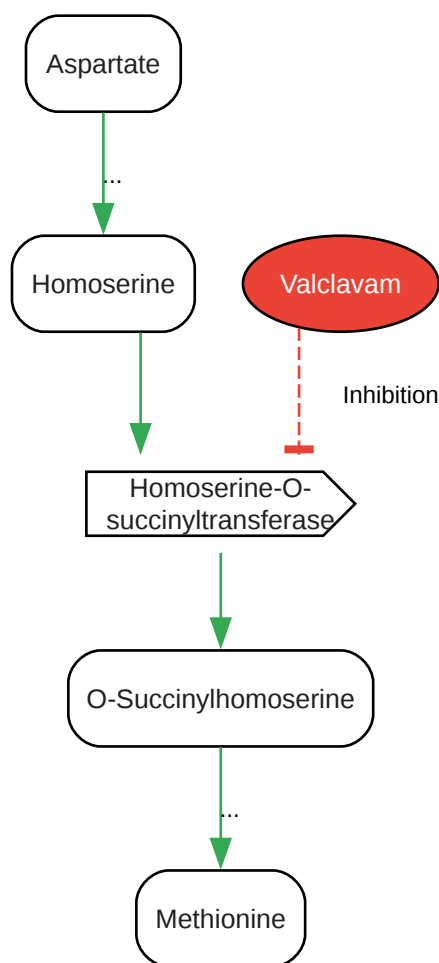 Aspartate
...
Homoserine
Valclavam
Inhibition
Homoserine-O-
succinyltransferase
O-Succinylhomoserine
...
Methionine